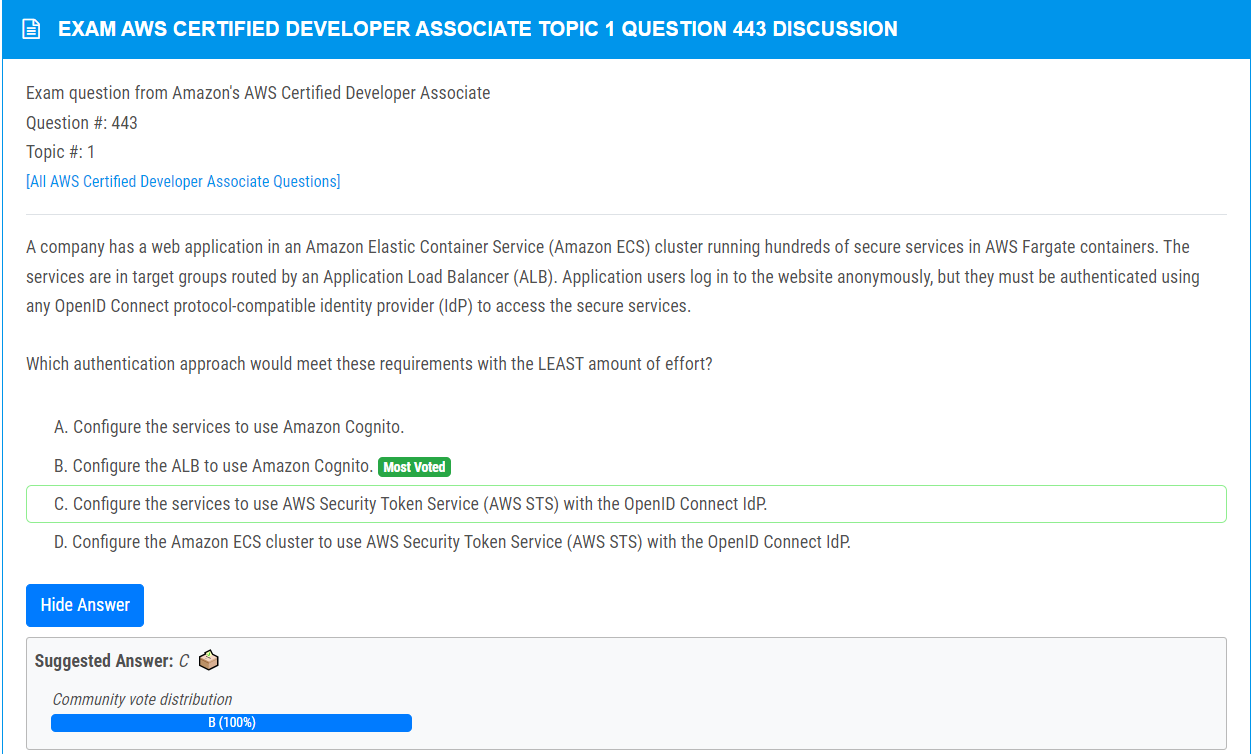 EXAM AWS CERTIFIED DEVELOPER ASSOCIATE TOPIC 1 QUESTION 443 DISCUSSION
Exam question from Amazon's AWS Certified Developer Associate
Question #: 443
Topic #: 1
[All AWS Certified Developer Associate Questions]
A company has a web application in an Amazon Elastic Container Service (Amazon ECS) cluster running hundreds of secure services in AWS Fargate containers. The
services are in target groups routed by an Application Load Balancer (ALB). Application users log in to the website anonymously, but they must be authenticated using
any OpenID Connect protocol-compatible identity provider (IdP) to access the secure services.
Which authentication approach would meet these requirements with the LEAST amount of effort?
A. Configure the services to use Amazon Cognito.
B. Configure the ALB to use Amazon Cognito. Most Voted
C. Configure the services to use AWS Security Token Service (AWS STS) with the OpenID Connect IdP.
D. Configure the Amazon ECS cluster to use AWS Security Token Service (AWS STS) with the OpenID Connect IdP.
Hide Answer
Suggested Answer: C
Community vote distribution
B (100%)